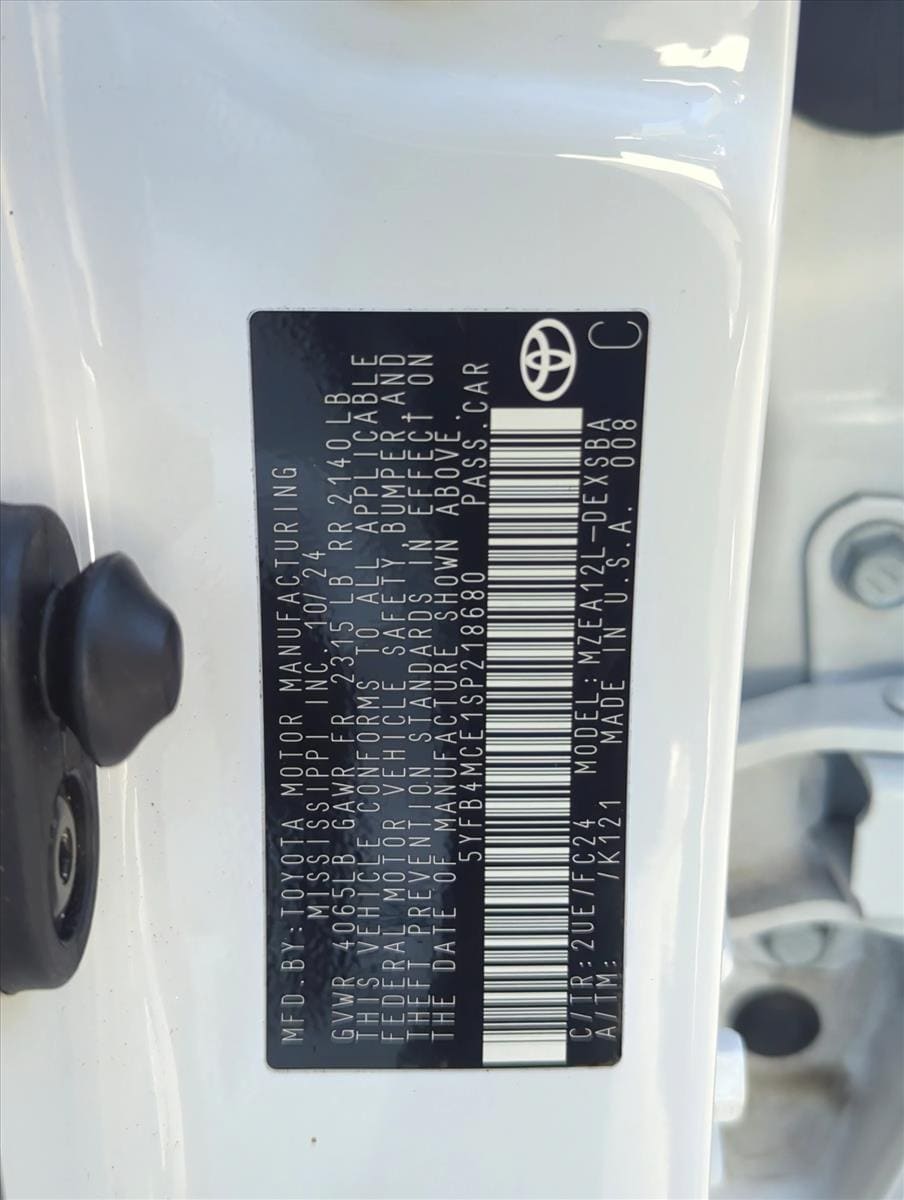 MFD.BY:TOYOTA MOTOR MANUFACTURING
MISSISSIPPI INC.10/24
GVWR 4065LB GAWR FR 2315LB RR 2140LB
THIS VEHICLE CONFORMS TO ALL APPLICABLE
FEDERAL MOTOR VEHICLE SAFETY BUMPER AND
THEFT PREVENTION STANDARDS IN EFFECT ON
THE DATE OF MANUFACTURE SHOWN ABOVE.
5YFB4MCE1SP218680 PASS.CAR
C/TR:2UE/FC24 MODEL:MZEA12L-DEXSBA
A/TM: /K121 MADE IN U.S.A. 008 C